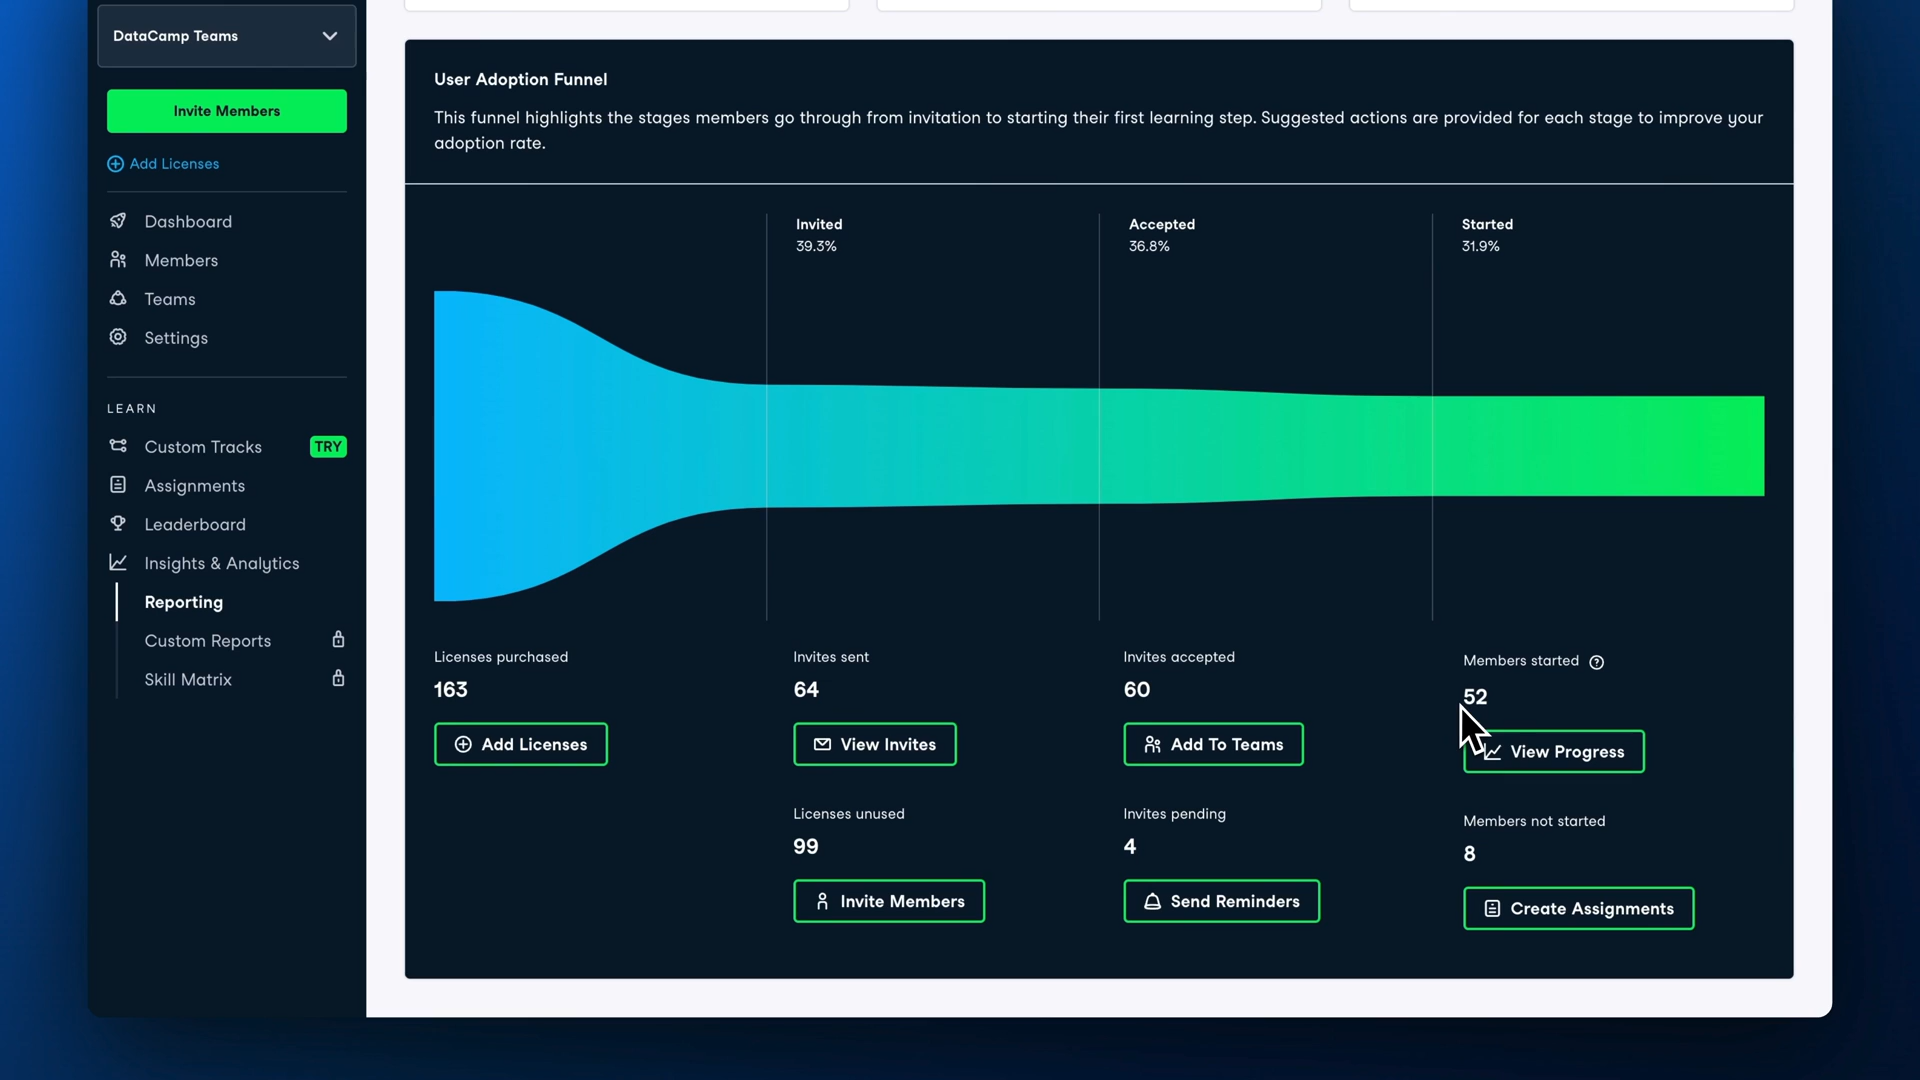 DataCamp Teams
Invite Members
Add Licenses
Dashboard
Members
Teams
Settings
LEARN
Custom Tracks TRY
Assignments
Leaderboard
Insights & Analytics
Reporting
Custom Reports
Skill Matrix
User Adoption Funnel
This funnel highlights the stages members go through from invitation to starting their first learning step. Suggested actions are provided for each stage to improve your
adoption rate.
Invited
39.3%
Accepted
36.8%
Started
31.9%
Licenses purchased
163
Add Licenses
Invites sent
64
View Invites
Licenses unused
99
Invite Members
Invites accepted
60
Add To Teams
Invites pending
4
Send Reminders
Members started ?
52
View Progress
Members not started
8
Create Assignments